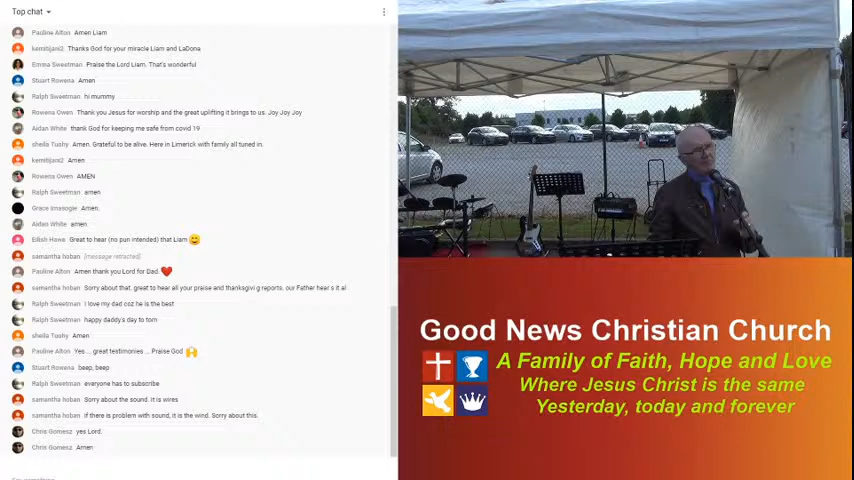 Top chat
Pauline Alton Amen Liam
kemitijani2 Thanks God for your miracle Liam and LaDona
Emma Sweetman Praise the Lord Liam. That's wonderful
Stuart Rowena Amen
Ralph Sweetman hi mummy
Rowena Owen Thank you Jesus for worship and the great uplifting it brings to us. Joy Joy Joy
Aidan White thank God for keeping me safe from covid 19
sheila Tushy Amen. Grateful to be alive. Here in Limerick with family all tuned in.
kemitijani2 Amen
Rowena Owen AMEN
Ralph Sweetman amen
Grace Imasogie Amen,
Aidan White amen
Eilish Howe Great to hear (no pun intended) that Liam
samantha hoban [message retracted]
Pauline Alton Amen thank you Lord for Dad
samantha hoban Sorry about that. great to hear all your praise and thanksgivi g reports. our Father hear s it al
Ralph Sweetman I love my dad coz he is the best
Ralph Sweetman happy daddy's day to tom
sheila Tushy Amen
Pauline Alton Yes.... great testimonies ... Praise God
Stuart Rowena beep, beep
Ralph Sweetman everyone has to subscribe
samantha hoban Sorry about the sound. It is wires
samantha hoban if there is problem with sound, it is the wind. Sorry about this.
Chris Gomesz yes Lord.
Chris Gomesz Amen
Good News Christian Church
A Family of Faith, Hope and Love
Where Jesus Christ is the same
Yesterday, today and forever